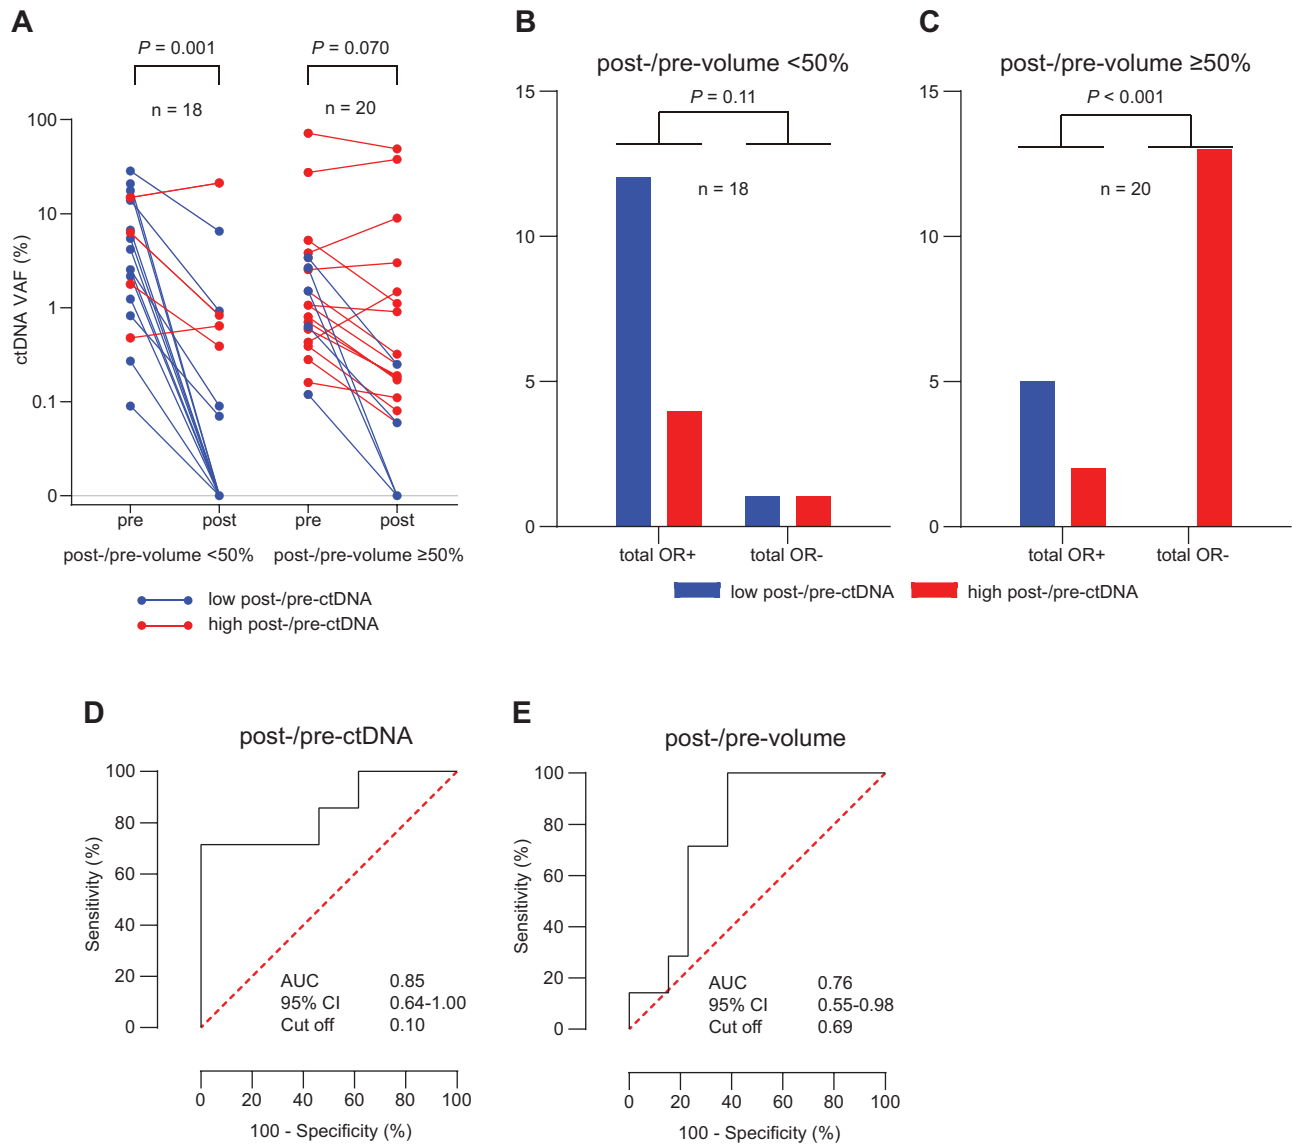 A
P = 0.001
P = 0.070
n = 18
n = 20
ctDNA VAF (%)
100
10
1
0.1
0
pre
post
pre
post
post-/pre-volume <50%
post-/pre-volume ≥50%
low post-/pre-ctDNA
high post-/pre-ctDNA
B
post-/pre-volume <50%
P = 0.11
n = 18
15
10
5
0
total OR+
total OR-
C
post-/pre-volume ≥50%
P < 0.001
n = 20
15
10
5
0
total OR+
total OR-
low post-/pre-ctDNA
high post-/pre-ctDNA
D
post-/pre-ctDNA
Sensitivity (%)
100
80
60
40
20
0
AUC 0.85
95% CI 0.64-1.00
Cut off 0.10
0 20 40 60 80 100
100 - Specificity (%)
E
post-/pre-volume
Sensitivity (%)
100
80
60
40
20
0
AUC 0.76
95% CI 0.55-0.98
Cut off 0.69
0 20 40 60 80 100
100 - Specificity (%)